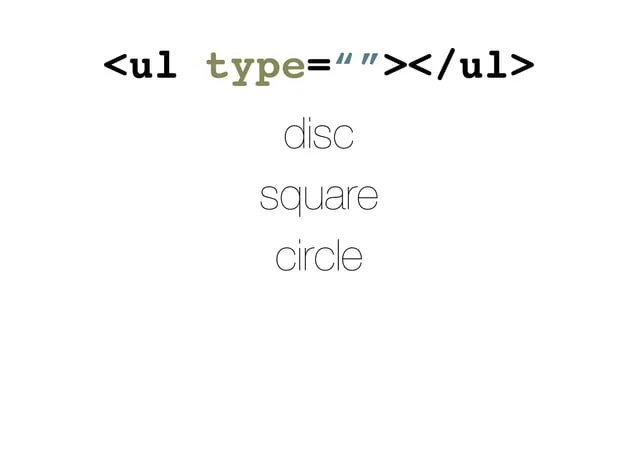 <ul type=“”></ul>
disc
square
circle